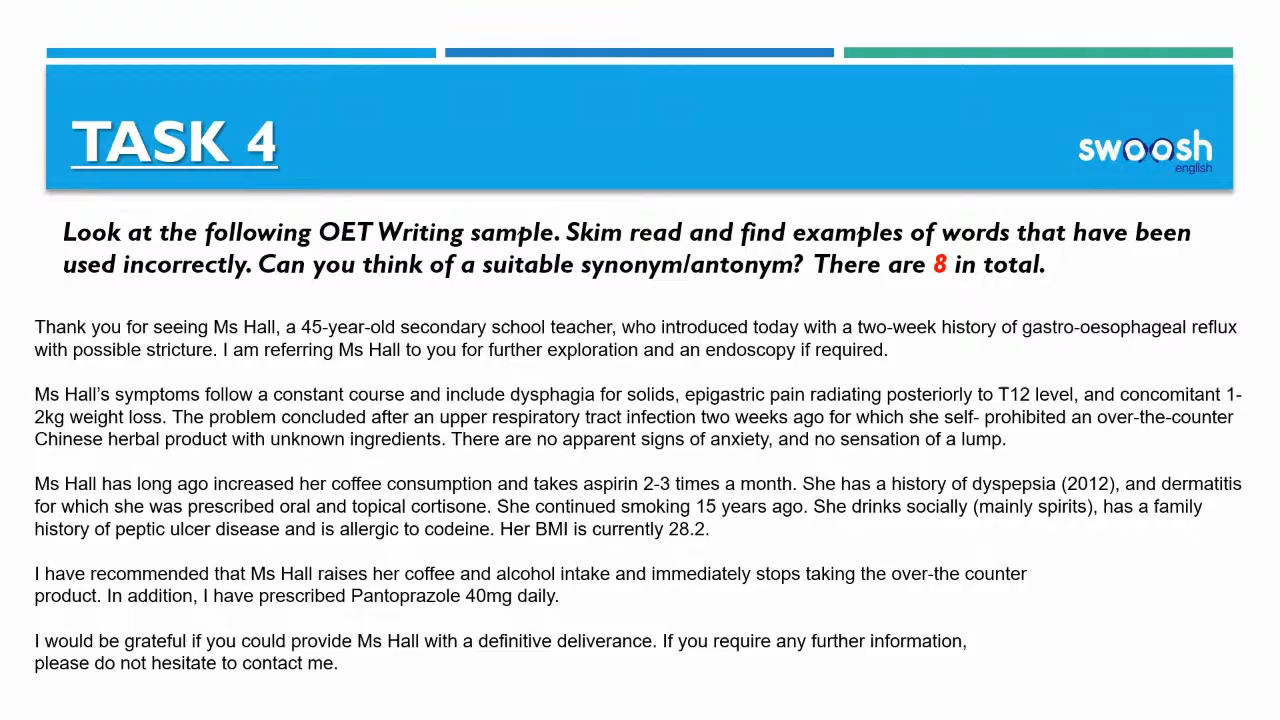 TASK 4
swoosh
english
Look at the following OET Writing sample. Skim read and find examples of words that have been
used incorrectly. Can you think of a suitable synonym/antonym? There are 8 in total.
Thank you for seeing Ms Hall, a 45-year-old secondary school teacher, who introduced today with a two-week history of gastro-oesophageal reflux
with possible stricture. I am referring Ms Hall to you for further exploration and an endoscopy if required.
Ms Hall's symptoms follow a constant course and include dysphagia for solids, epigastric pain radiating posteriorly to T12 level, and concomitant 1-
2kg weight loss. The problem concluded after an upper respiratory tract infection two weeks ago for which she self- prohibited an over-the-counter
Chinese herbal product with unknown ingredients. There are no apparent signs of anxiety, and no sensation of a lump.
Ms Hall has long ago increased her coffee consumption and takes aspirin 2-3 times a month. She has a history of dyspepsia (2012), and dermatitis
for which she was prescribed oral and topical cortisone. She continued smoking 15 years ago. She drinks socially (mainly spirits), has a family
history of peptic ulcer disease and is allergic to codeine. Her BMI is currently 28.2.
I have recommended that Ms Hall raises her coffee and alcohol intake and immediately stops taking the over-the counter
product. In addition, I have prescribed Pantoprazole 40mg daily.
I would be grateful if you could provide Ms Hall with a definitive deliverance. If you require any further information,
please do not hesitate to contact me.